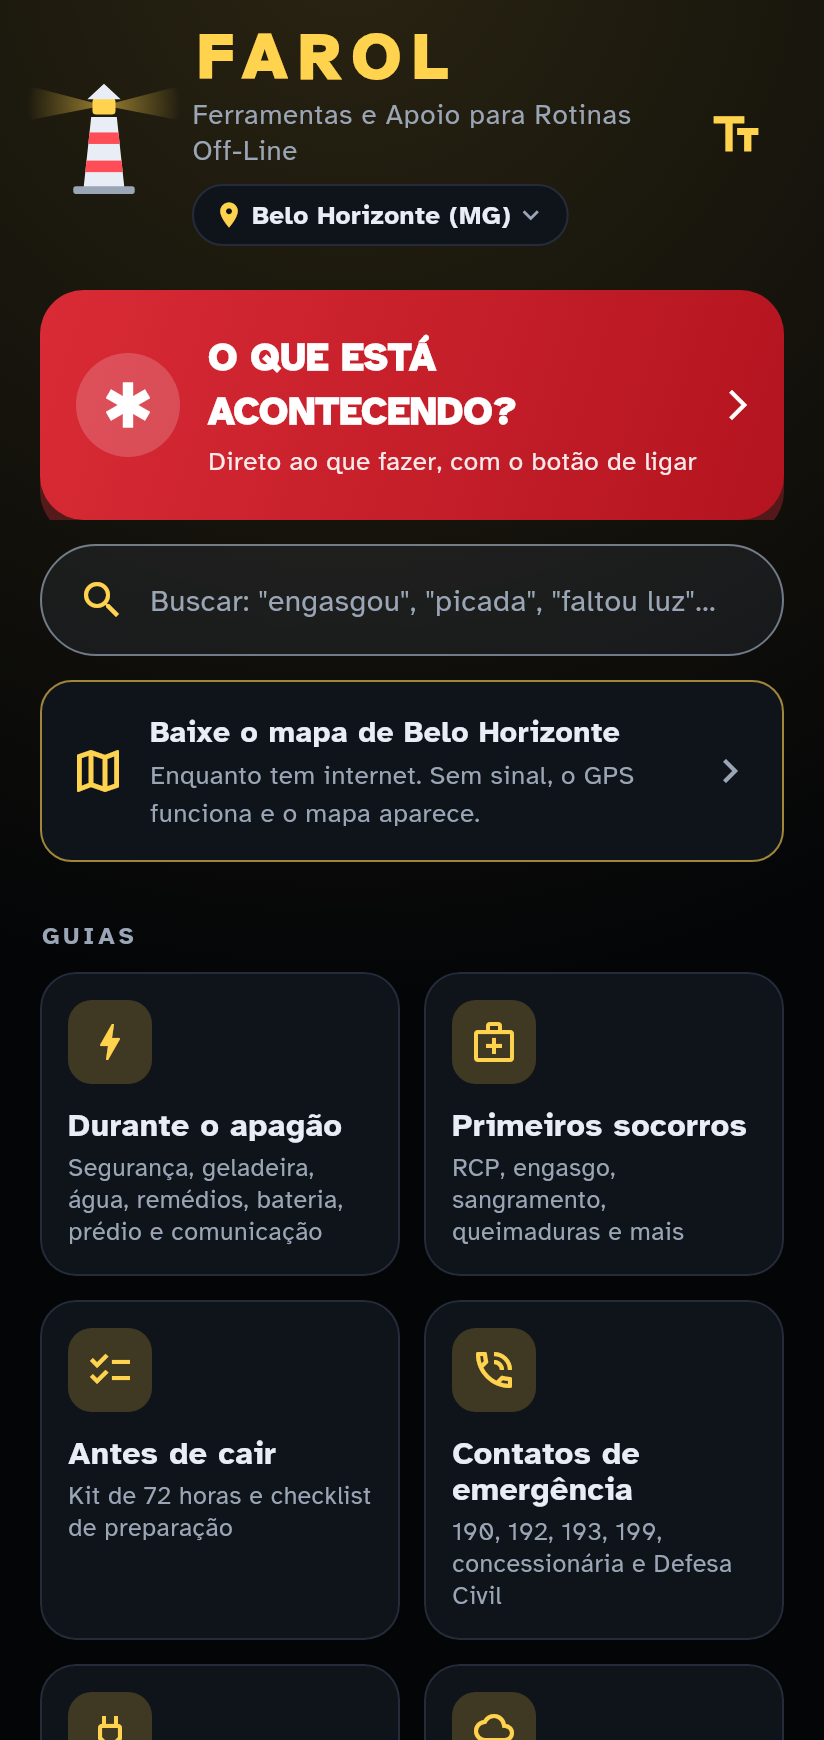 FAROL
Ferramentas e Apoio para Rotinas
Off-Line
Belo Horizonte (MG)
O QUE ESTÁ
ACONTECENDO?
Direto ao que fazer, com o botão de ligar
Buscar: "engasgou", "picada", "faltou luz"...
Baixe o mapa de Belo Horizonte
Enquanto tem internet. Sem sinal, o GPS
funciona e o mapa aparece.
GUIAS
Durante o apagão
Segurança, geladeira,
água, remédios, bateria,
prédio e comunicação
Primeiros socorros
RCP, engasgo,
sangramento,
queimaduras e mais
Antes de cair
Kit de 72 horas e checklist
de preparação
Contatos de
emergência
190, 192, 193, 199,
concessionária e Defesa
Civil